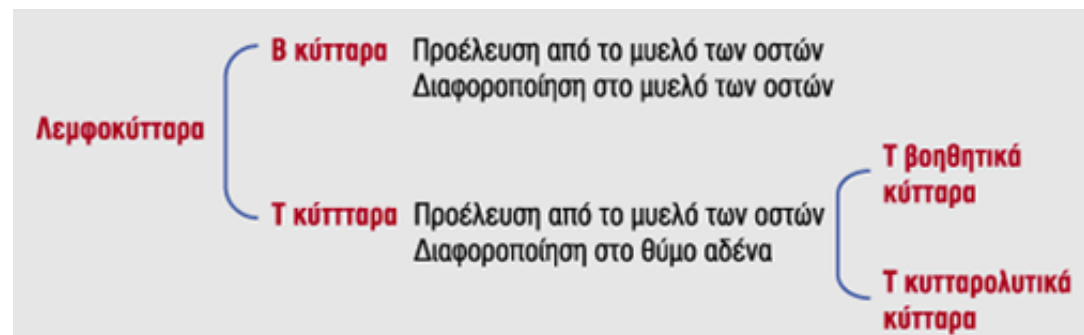 Β κύτταρα Προέλευση από το μυελό των οστών
Διαφοροποίηση στο μυελό των οστών
Λεμφοκύτταρα
Τ βοηθητικά
κύτταρα
Τ κύττταρα Προέλευση από το μυελό των οστών
Διαφοροποίηση στο θύμο αδένα
Τ κυτταρολυτικά
κύτταρα